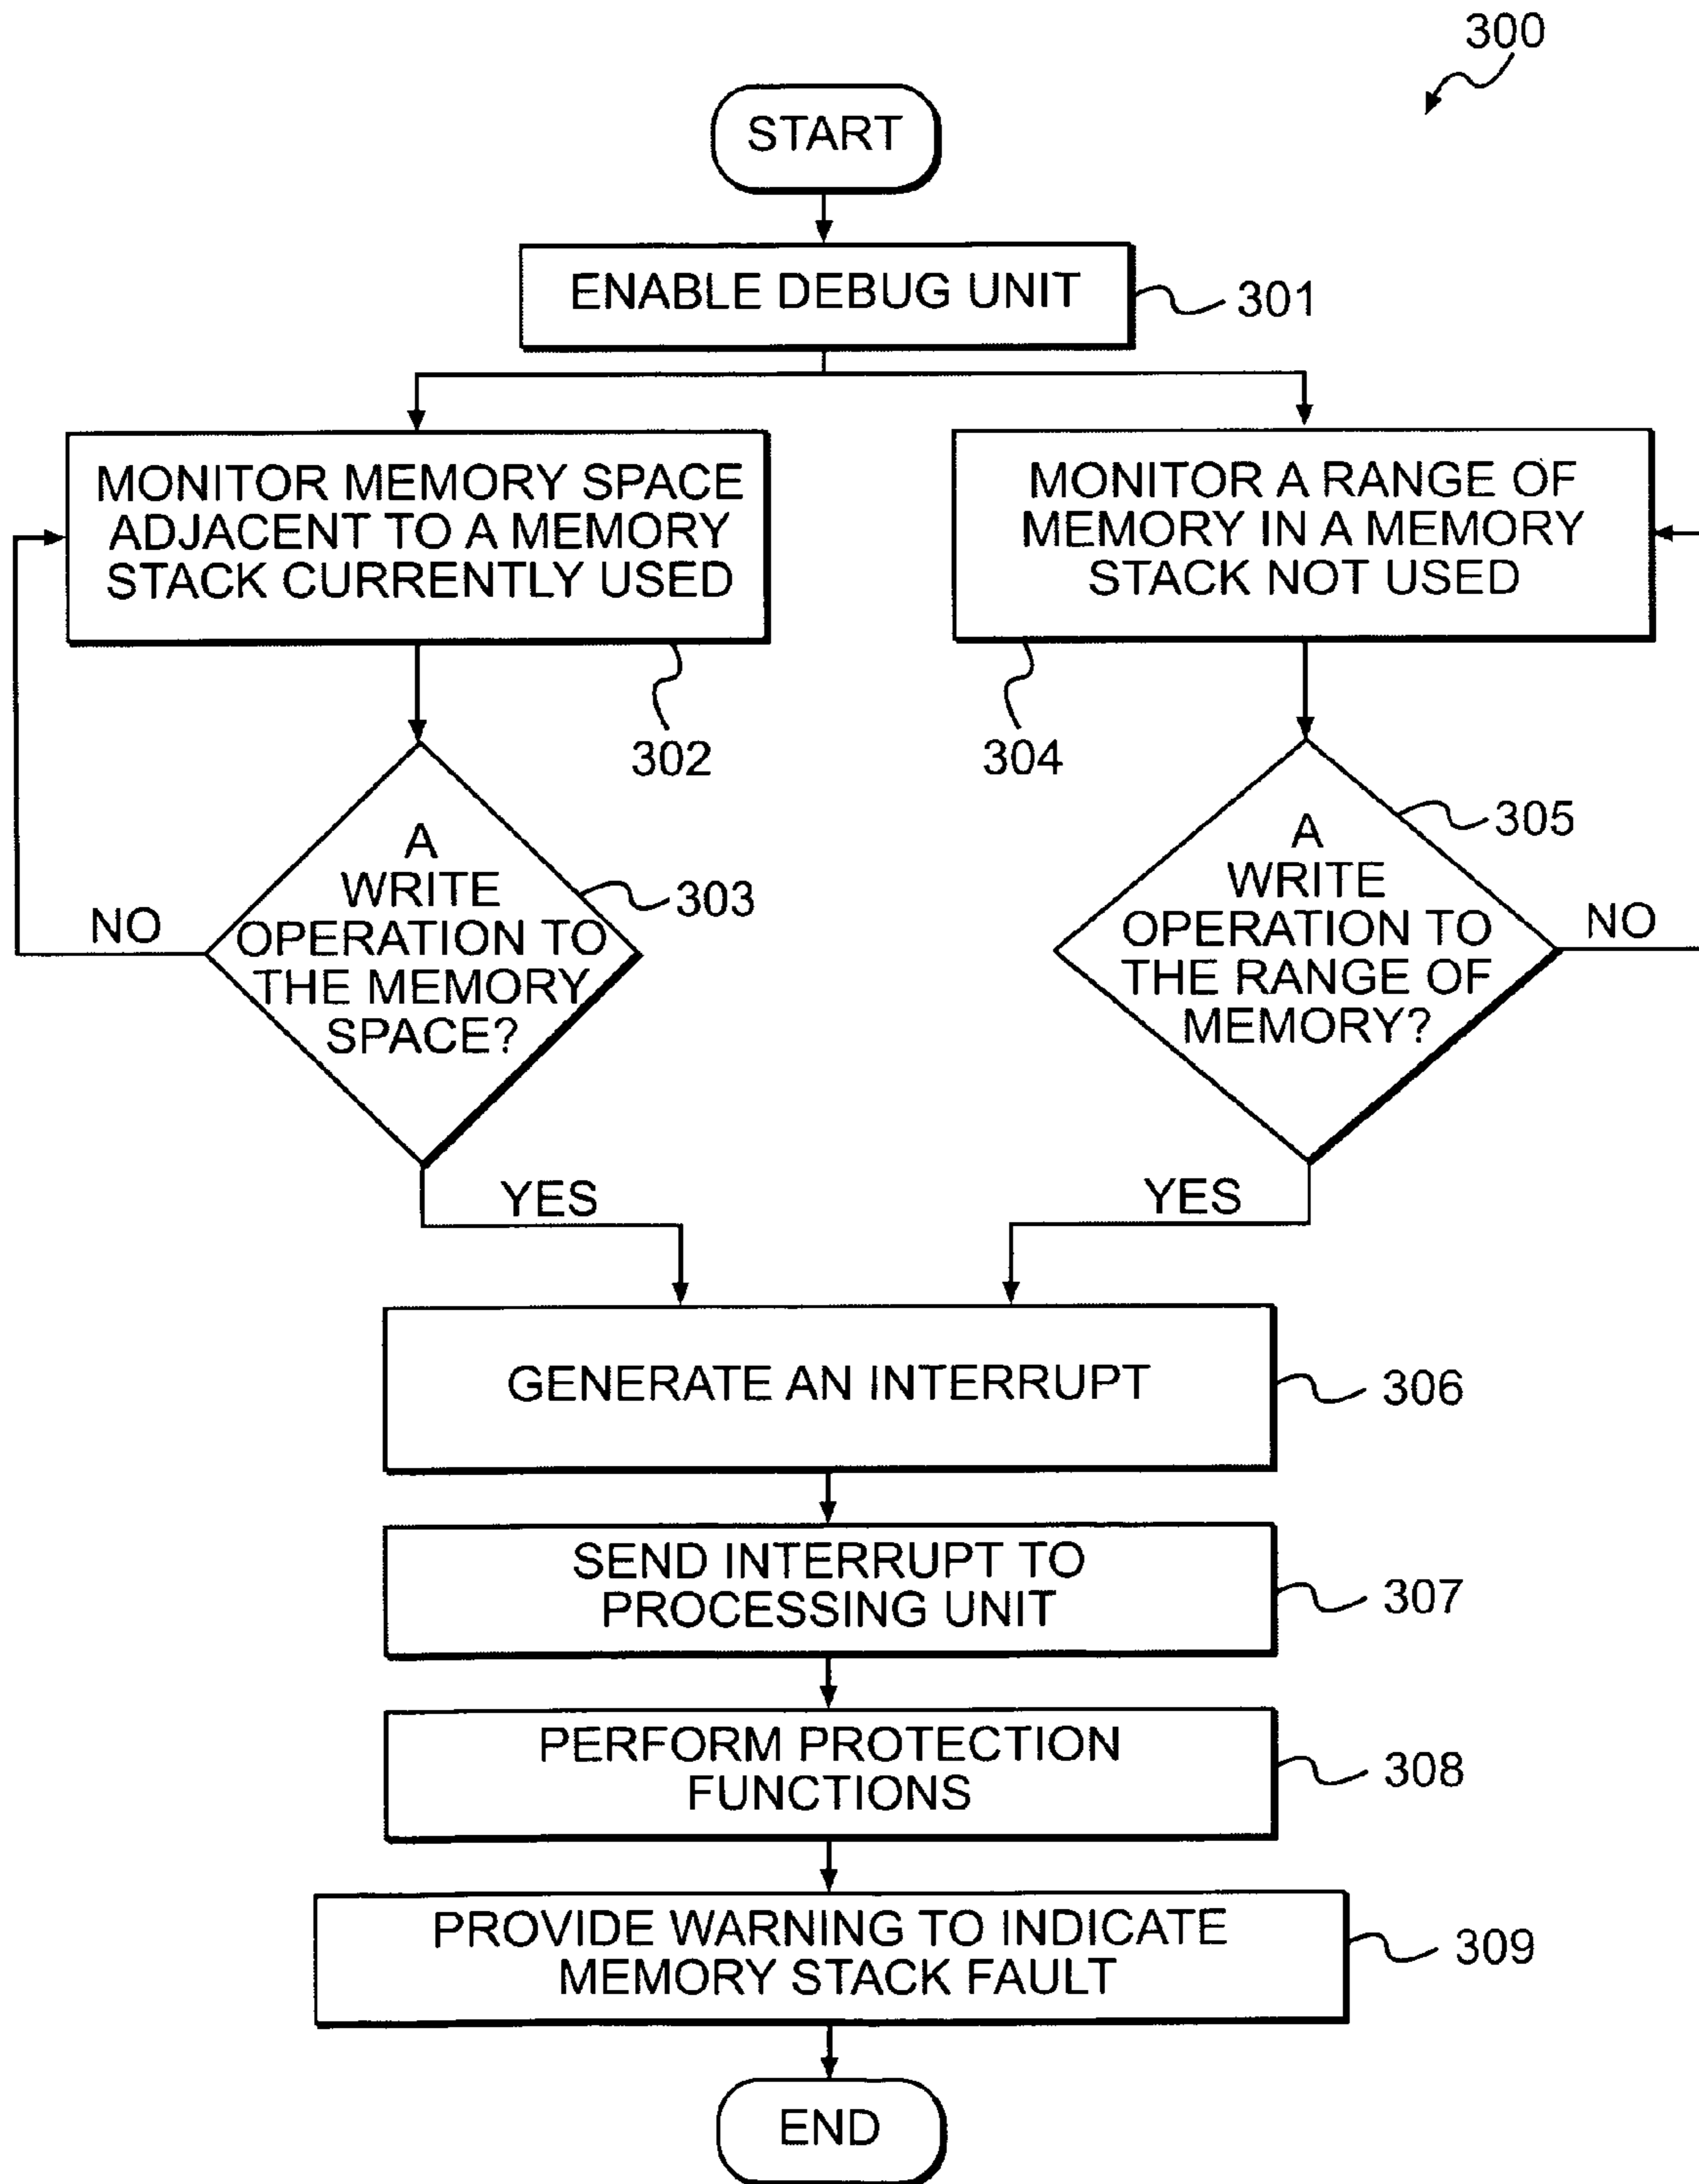 300
START
ENABLE DEBUG UNIT
301
MONITOR MEMORY SPACE
ADJACENT TO A MEMORY
STACK CURRENTLY USED
302
MONITOR A RANGE OF
MEMORY IN A MEMORY
STACK NOT USED
304
A
WRITE
OPERATION TO
THE MEMORY
SPACE?
303
NO
YES
A
WRITE
OPERATION TO
THE RANGE OF
MEMORY?
305
NO
YES
GENERATE AN INTERRUPT
306
SEND INTERRUPT TO
PROCESSING UNIT
307
PERFORM PROTECTION
FUNCTIONS
308
PROVIDE WARNING TO INDICATE
MEMORY STACK FAULT
309
END